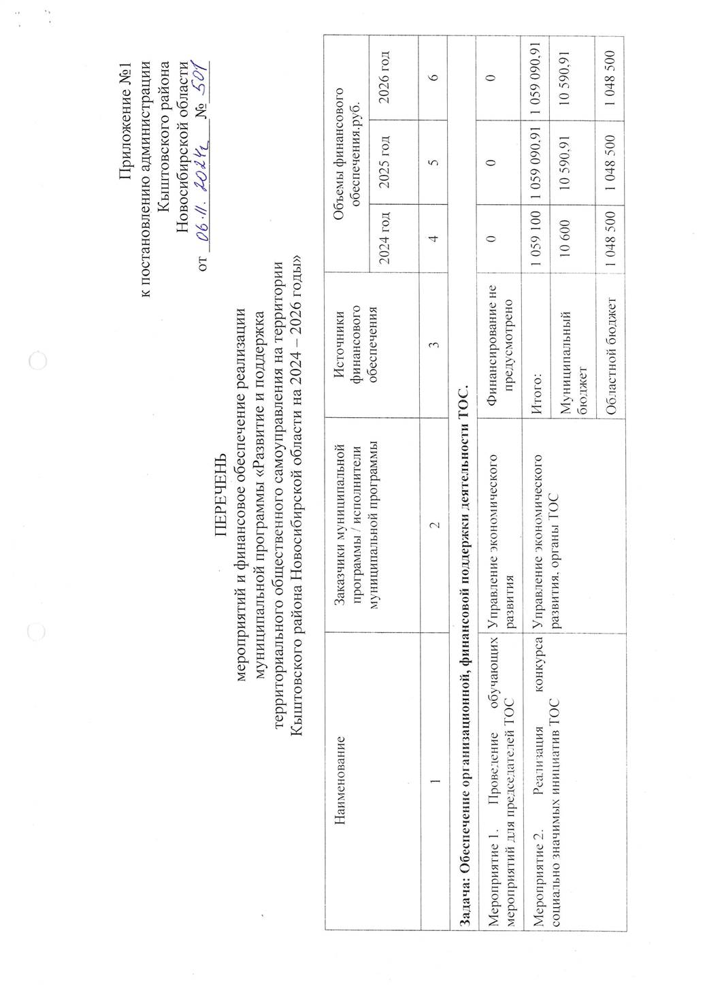 Приложение №1
к постановлению администрации
Кыштовского района
Новосибирской области
от 06.11.2024г № 501
ПЕРЕЧЕНЬ
мероприятий и финансовое обеспечение реализации
муниципальной программы «Развитие и поддержка
территориального общественного самоуправления на территории
Кыштовского района Новосибирской области на 2024 – 2026 годы»
Наименование
Заказчики муниципальной
программы / исполнители
муниципальной программы
Источники
финансового
обеспечения
Объемы финансового
обеспечения.руб.
2024 год 2025 год 2026 год
1 2 3 4 5 6
Задача: Обеспечение организационной, финансовой поддержки деятельности ТОС.
Мероприятие 1. Проведение обучающих
мероприятий для председателей ТОС
Управление экономического
развития
Финансирование не
предусмотрено
0 0 0
Мероприятие 2. Реализация конкурса
социально значимых инициатив ТОС
Управление экономического
развития. органы ТОС
Итого: 1 059 100 1 059 090,91 1 059 090,91
Муниципальный
бюджет
10 600 10 590,91 10 590,91
Областной бюджет 1 048 500 1 048 500 1 048 500